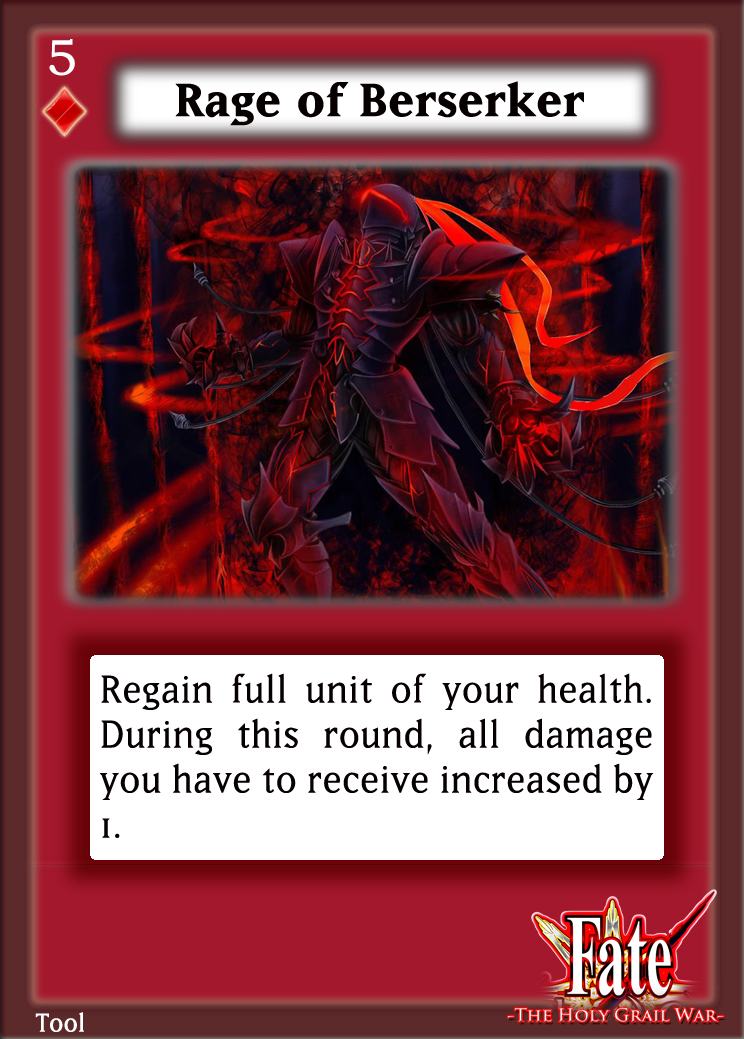 5
Rage of Berserker
Regain full unit of your health.
During this round, all damage
you have to receive increased by
1.
Fate
-THE HOLY GRAIL WAR-
Tool